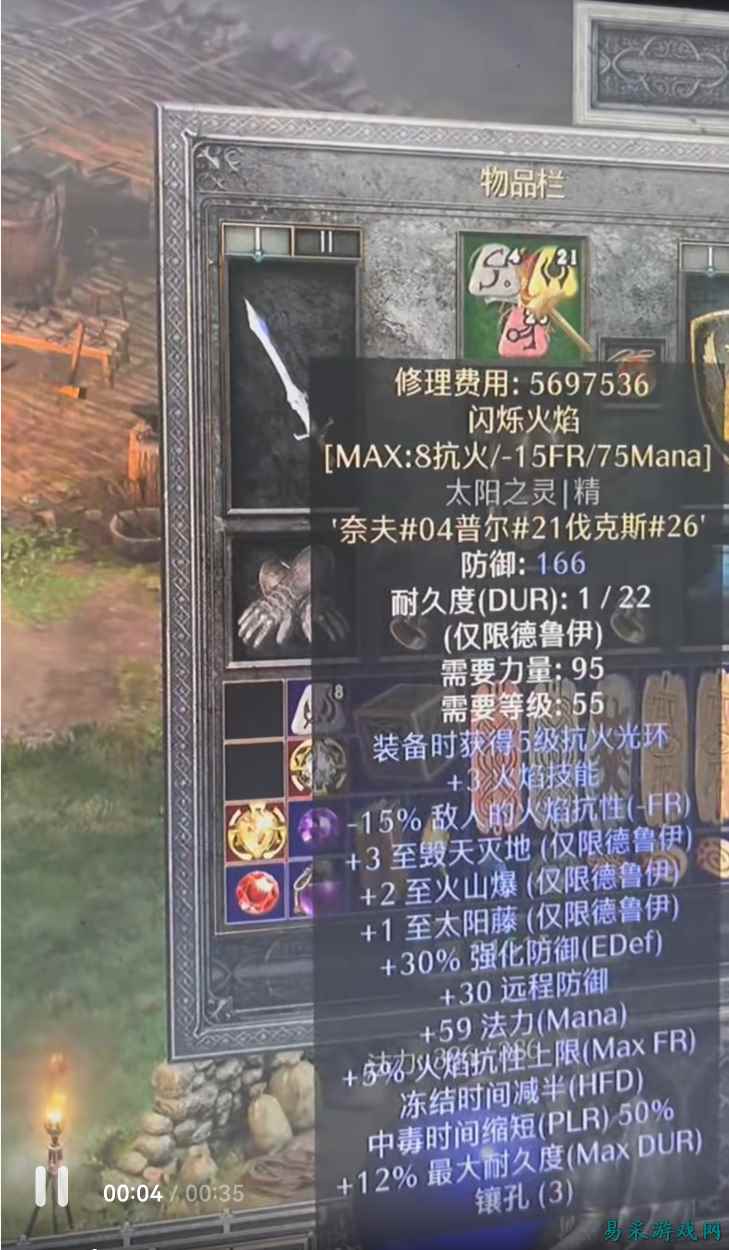 物品栏
I
II
I
4
21
26
修理费用: 5697536
闪烁火焰
[MAX:8抗火/-15FR/75Mana]
太阳之灵|精
'奈夫#04普尔#21伐克斯#26'
防御: 166
耐久度(DUR): 1 / 22
(仅限德鲁伊)
需要力量: 95
需要等级: 55
8
装备时获得5级抗火光环
+3 火焰技能
-15% 敌人的火焰抗性(-FR)
+3 至毁天灭地 (仅限德鲁伊)
+2 至火山爆 (仅限德鲁伊)
+1 至太阳藤 (仅限德鲁伊)
+30% 强化防御(EDef)
+30 远程防御
+59 法力(Mana)
+5% 火焰抗性上限(Max FR)
冻结时间减半(HFD)
中毒时间缩短(PLR) 50%
+12% 最大耐久度(Max DUR)
镶孔 (3)
00:04 / 00:35
易采游戏网